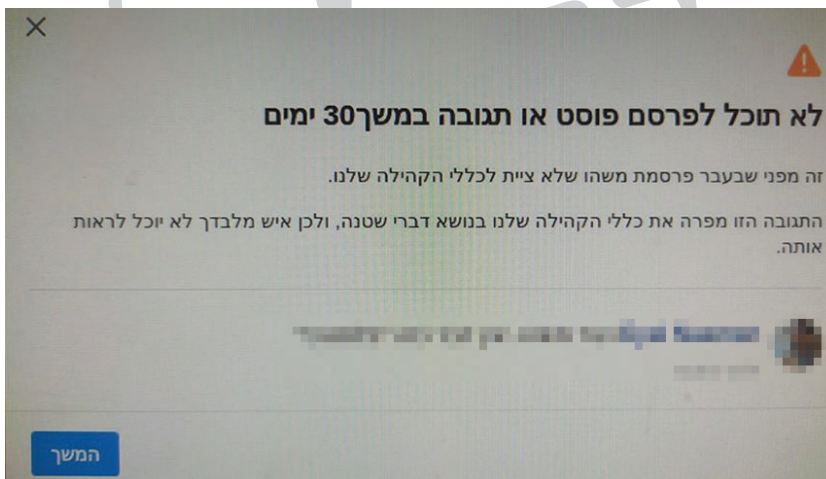 לא תוכל לפרסם פוסט או תגובה במשך30 ימים
זה מפני שבעבר פרסמת משהו שלא ציית לכללי הקהילה שלנו.
התגובה הזו מפרה את כללי הקהילה שלנו בנושא דברי שטנה, ולכן איש מלבדך לא יוכל לראות
אותה.
המשך